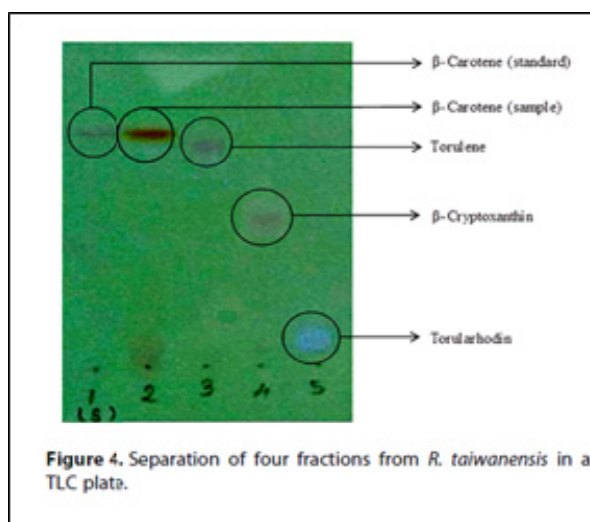 β-Carotene (standard)
β-Carotene (sample)
Torulene
β-Cryptoxanthin
Torularhodin
1 2 3 4 5
(S)
Figure 4. Separation of four fractions from R. taiwanensis in a
TLC plate.